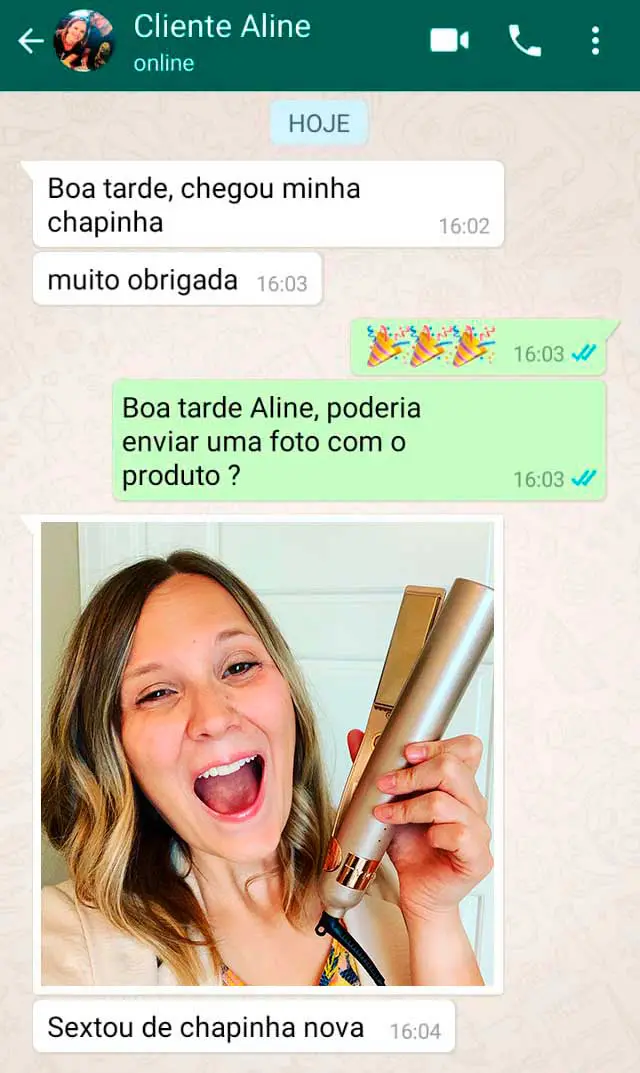 Cliente Aline
online
HOJE
Boa tarde, chegou minha
chapinha
16:02
muito obrigada 16:03
16:03
Boa tarde Aline, poderia
enviar uma foto com o
produto ?
16:03
Sextou de chapinha nova 16:04